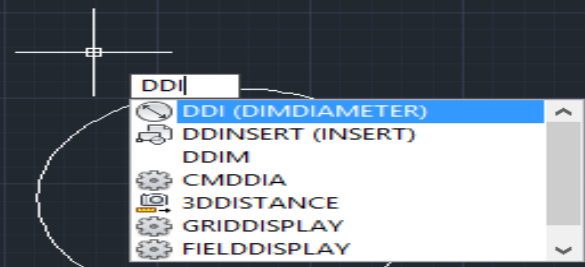 DDI
DDI (DIMDIAMETER)
DDINSERT (INSERT)
DDIM
CMDDIA
3DDISTANCE
GRIDDISPLAY
FIELDDISPLAY